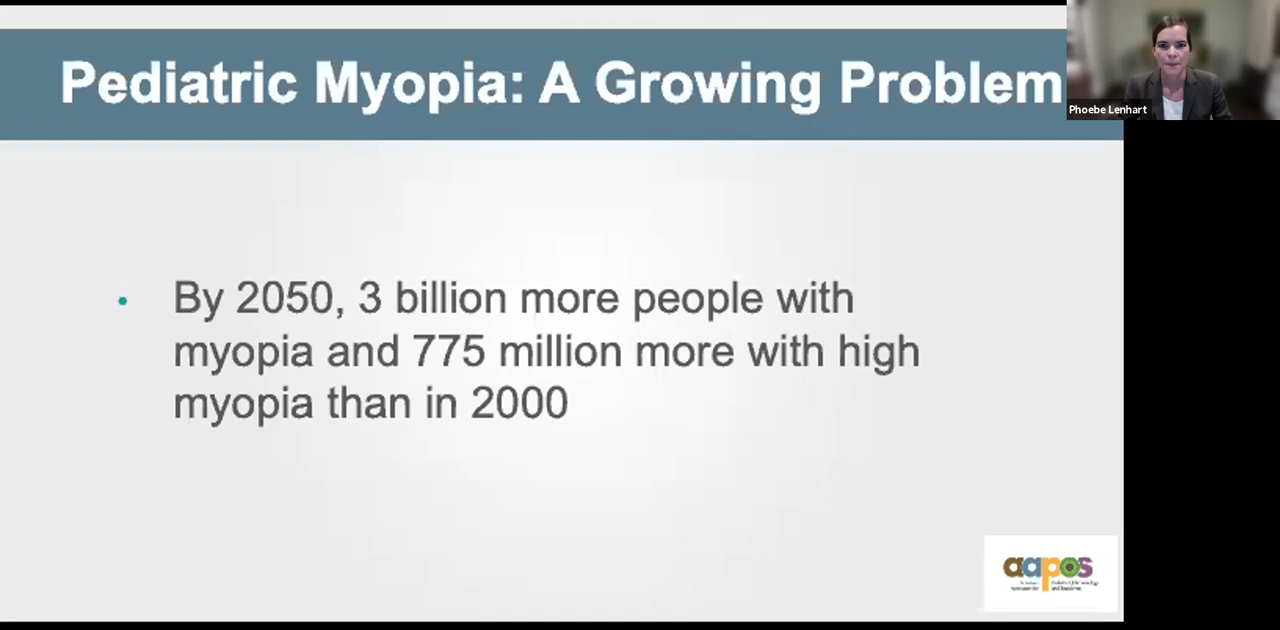 Pediatric Myopia: A Growing Problem
Phoebe Lenhart
• By 2050, 3 billion more people with
myopia and 775 million more with high
myopia than in 2000
aapos